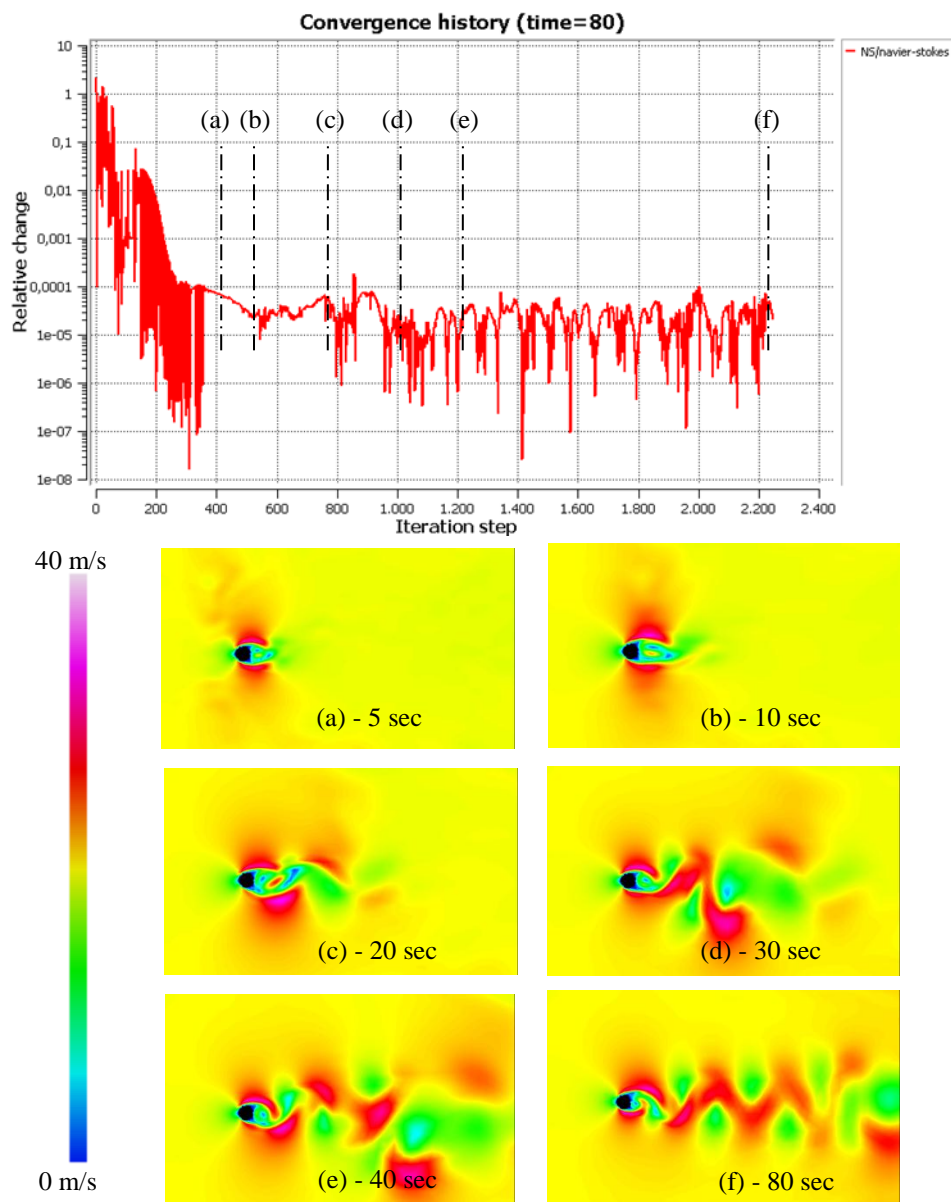 Convergence history (time=80)
NS/navier-stokes
Relative change
10
1
0,1
0,01
0,001
0,0001
1e-05
1e-06
1e-07
1e-08
(a) (b) (c) (d) (e) (f)
0 200 400 600 800 1.000 1.200 1.400 1.600 1.800 2.000 2.200 2.400
Iteration step
40 m/s
0 m/s
(a) - 5 sec
(b) - 10 sec
(c) - 20 sec
(d) - 30 sec
(e) - 40 sec
(f) - 80 sec